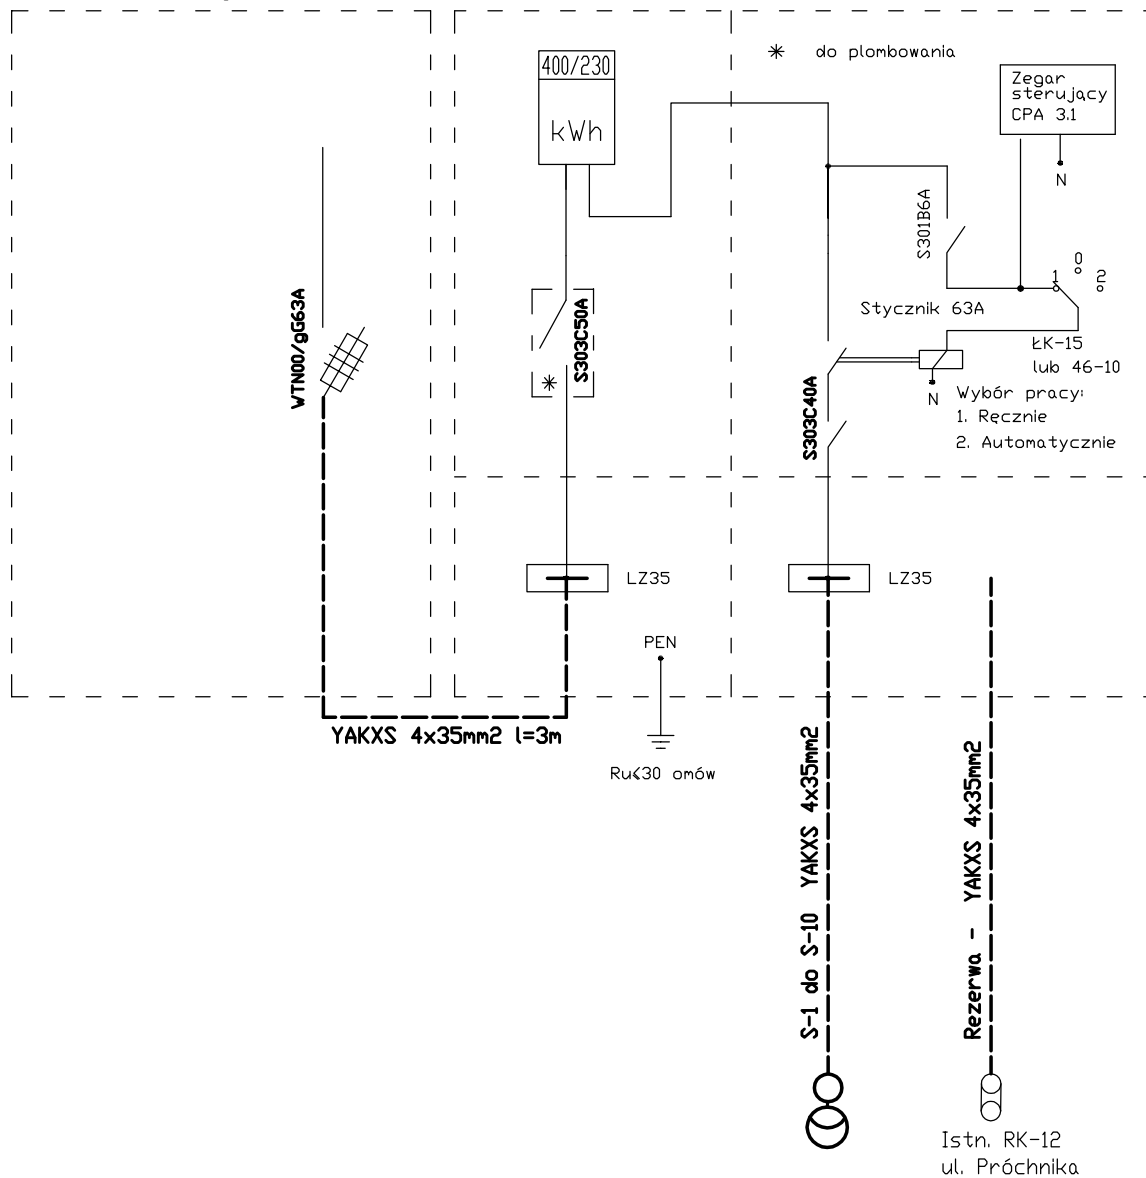 * do plombowania
400/230
kWh
Zegar
sterujący
CPA 3.1
N
S301B6A
0
1
2
Stycznik 63A
ŁK-15
lub 46-10
N
Wybór pracy:
1. Ręcznie
2. Automatycznie
WTN00/gG63A
S303C50A
*
S303C40A
LZ35
LZ35
PEN
YAKXS 4x35mm2 l=3m
Ru≤30 omów
S-1 do S-10 YAKXS 4x35mm2
Rezerwa - YAKXS 4x35mm2
Istn. RK-12
ul. Próchnika